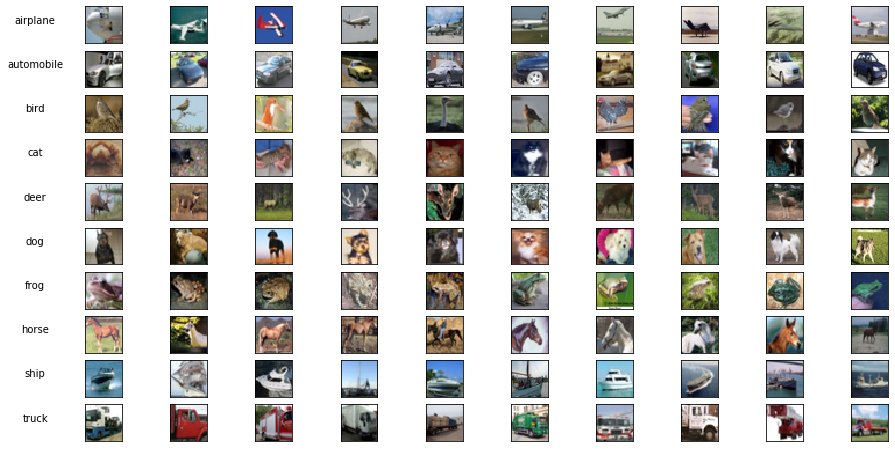 airplane
automobile
bird
cat
deer
dog
frog
horse
ship
truck